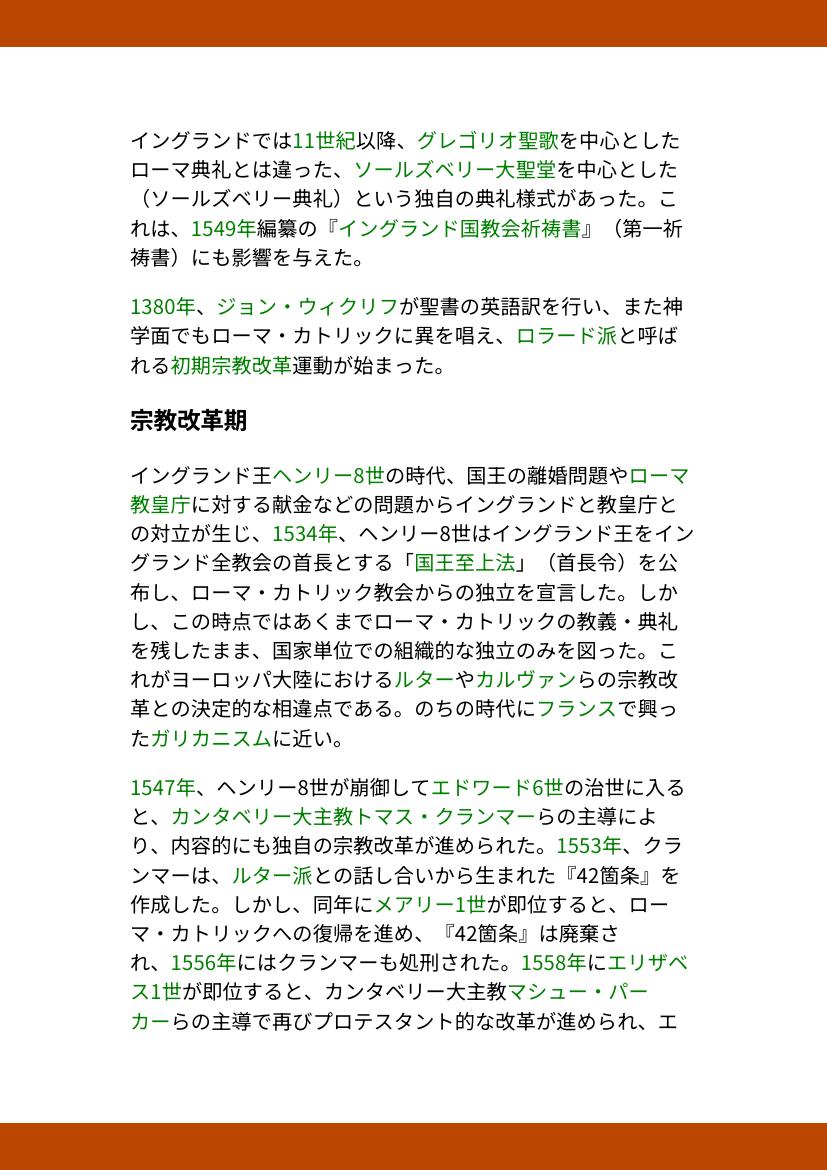 イングランドでは11世紀以降、グレゴリオ聖歌を中心とした
ローマ典礼とは違った、ソールズベリー大聖堂を中心とした
（ソールズベリー典礼）という独自の典礼様式があった。こ
れは、1549年編纂の『イングランド国教会祈祷書』（第一祈
祷書）にも影響を与えた。
1380年、ジョン・ウィクリフが聖書の英語訳を行い、また神
学面でもローマ・カトリックに異を唱え、ロラード派と呼ば
れる初期宗教改革運動が始まった。
宗教改革期
イングランド王ヘンリー8世の時代、国王の離婚問題やローマ
教皇庁に対する献金などの問題からイングランドと教皇庁と
の対立が生じ、1534年、ヘンリー8世はイングランド王をイン
グランド全教会の首長とする「国王至上法」（首長令）を公
布し、ローマ・カトリック教会からの独立を宣言した。しか
し、この時点ではあくまでローマ・カトリックの教義・典礼
を残したまま、国家単位での組織的な独立のみを図った。こ
れがヨーロッパ大陸におけるルターやカルヴァンらの宗教改
革との決定的な相違点である。のちの時代にフランスで興っ
たガリカニスムに近い。
1547年、ヘンリー8世が崩御してエドワード6世の治世に入る
と、カンタベリー大主教トマス・クランマーらの主導によ
り、内容的にも独自の宗教改革が進められた。1553年、クラ
ンマーは、ルター派との話し合いから生まれた『42箇条』を
作成した。しかし、同年にメアリー1世が即位すると、ロー
マ・カトリックへの復帰を進め、『42箇条』は廃棄さ
れ、1556年にはクランマーも処刑された。1558年にエリザベ
ス1世が即位すると、カンタベリー大主教マシュー・パー
カーらの主導で再びプロテスタント的な改革が進められ、エ